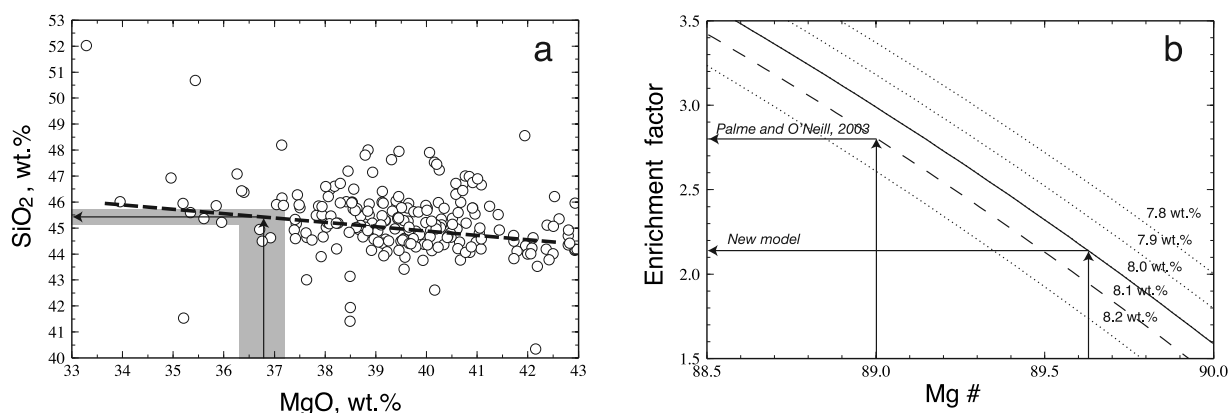 a
SiO2, wt.%
53
52
51
50
49
48
47
46
45
44
43
42
41
40
33 34 35 36 37 38 39 40 41 42 43
MgO, wt.%
b
Enrichment factor
3.5
3.0
2.5
2.0
1.5
Palme and O'Neill, 2003
New model
7.8 wt.%
7.9 wt.%
8.0 wt.%
8.1 wt.%
8.2 wt.%
88.5 89.0 89.5 90.0
Mg #